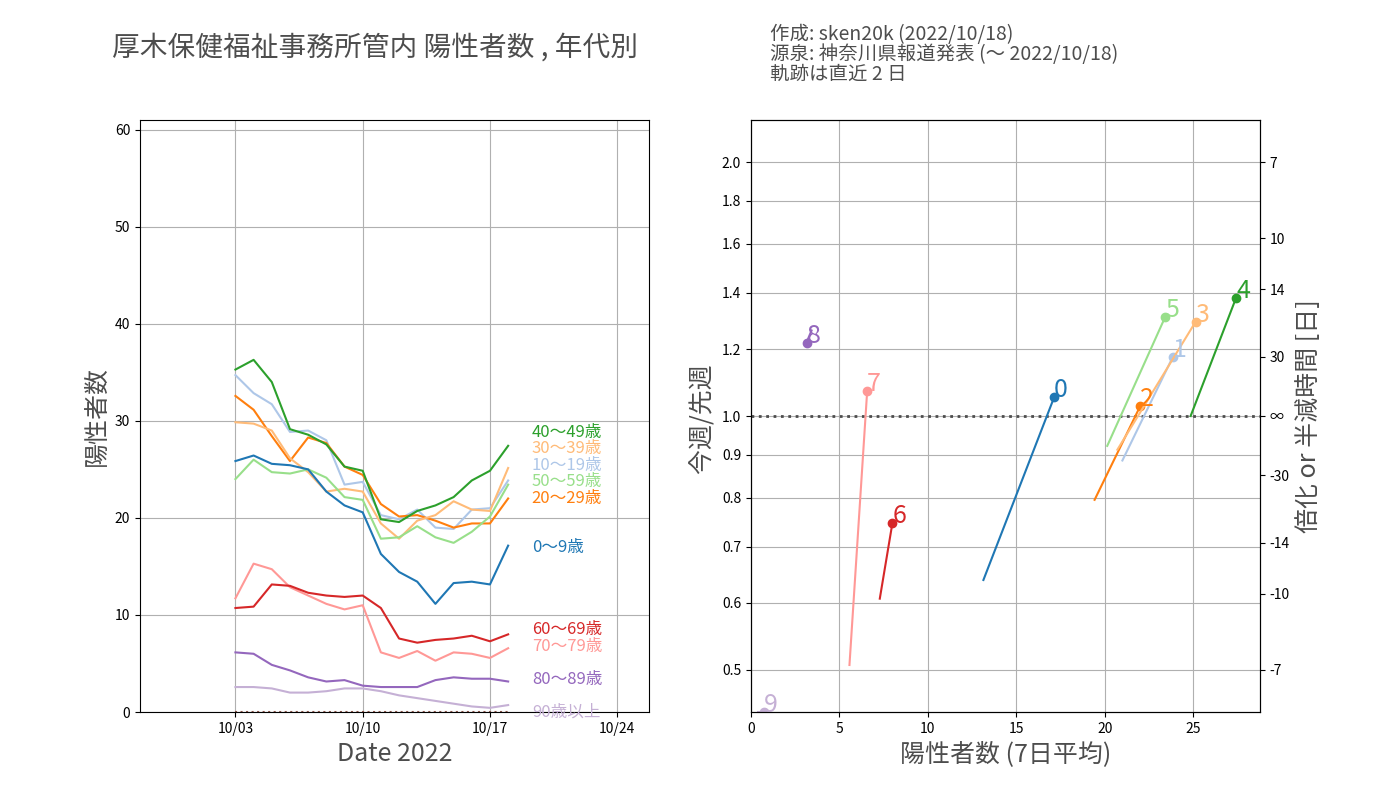 厚木保健福祉事務所管内 陽性者数 , 年代別
作成: sken20k (2022/10/18)
源泉: 神奈川県報道発表 (～ 2022/10/18)
軌跡は直近 2 日
陽性者数
60
50
40
30
20
10
0
10/03
10/10
10/17
10/24
Date 2022
40～49歳
30～39歳
10～19歳
50～59歳
20～29歳
0～9歳
60～69歳
70～79歳
80～89歳
90歳以上
今週/先週
2.0
1.8
1.6
1.4
1.2
1.0
0.9
0.8
0.7
0.6
0.5
0
5
10
15
20
25
陽性者数 (7日平均)
4
5
3
8
1
7
0
2
6
9
7
10
14
30
∞
-30
-14
-10
-7
倍化 or 半減時間 [日]